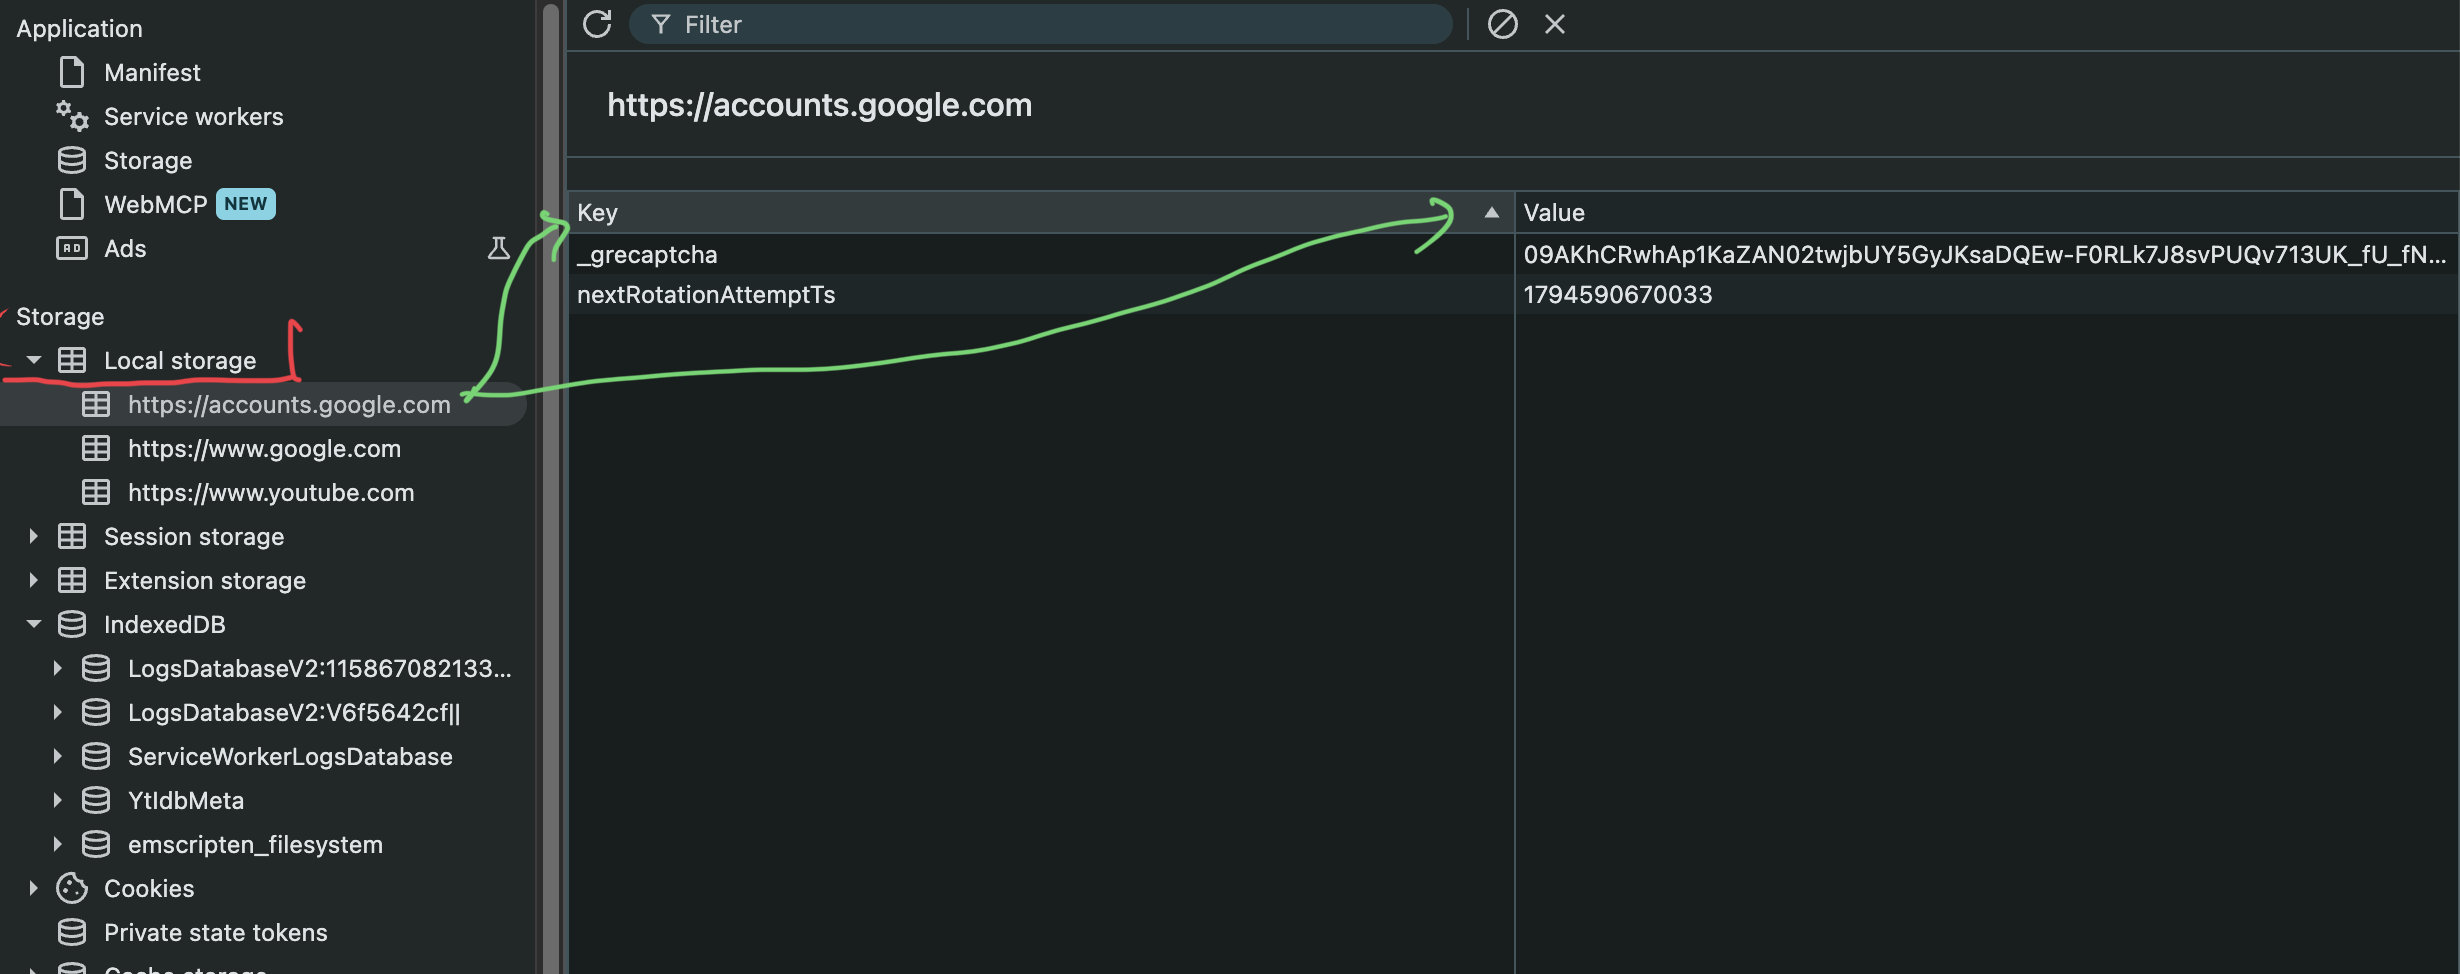 Application
Manifest
Service workers
Storage
WebMCP NEW
Ads
Storage
Local storage
https://accounts.google.com
https://www.google.com
https://www.youtube.com
Session storage
Extension storage
IndexedDB
LogsDatabaseV2:115867082133...
LogsDatabaseV2:V6f5642cf||
ServiceWorkerLogsDatabase
YtIdbMeta
emscripten_filesystem
Cookies
Private state tokens
Cache storage
Filter
https://accounts.google.com
Key Value
_grecaptcha 09AKhCRwhAp1KaZAN02twjbUY5GyJKsaDQEw-F0RLk7J8svPUQv713UK_fU_fN...
nextRotationAttemptTs 1794590670033